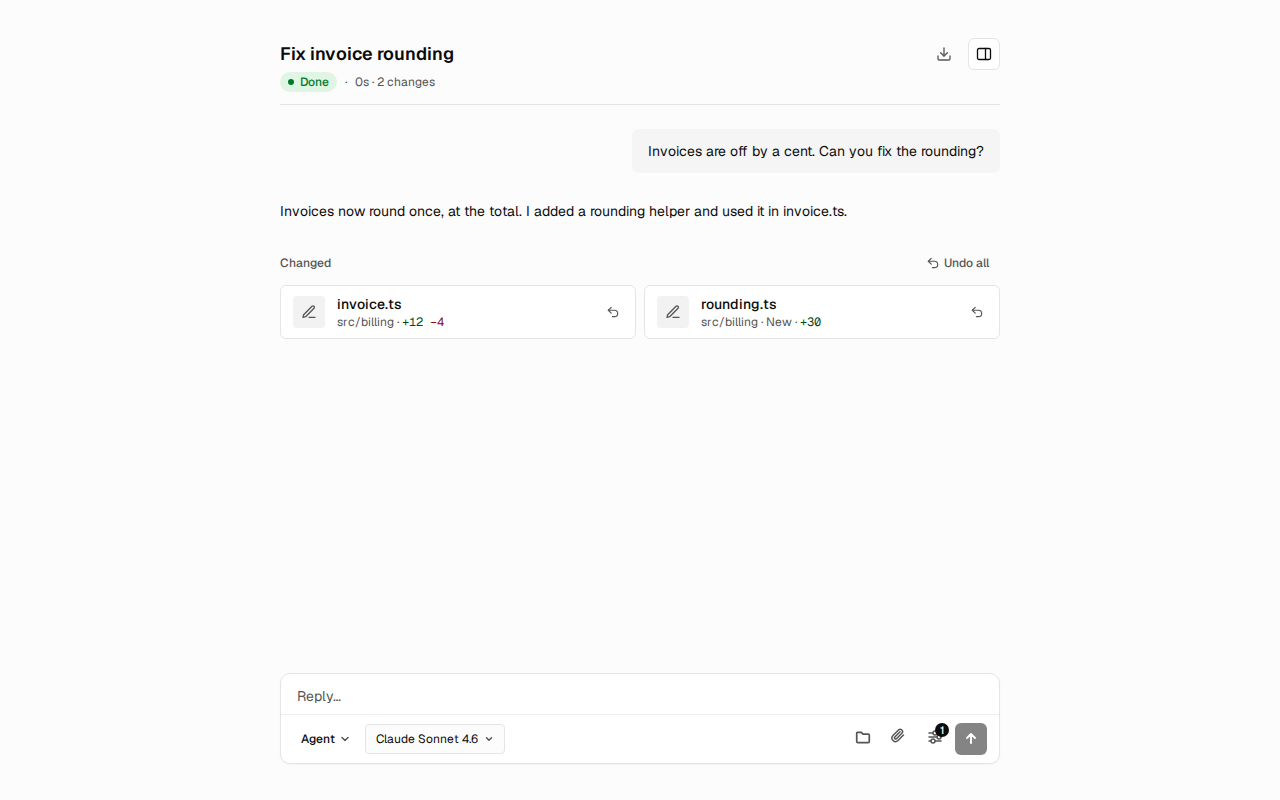 Fix invoice rounding
Done · 0s · 2 changes
Invoices are off by a cent. Can you fix the rounding?
Invoices now round once, at the total. I added a rounding helper and used it in invoice.ts.
Changed
Undo all
invoice.ts
src/billing · +12 −4
rounding.ts
src/billing · New · +30
Reply…
Agent
Claude Sonnet 4.6
1